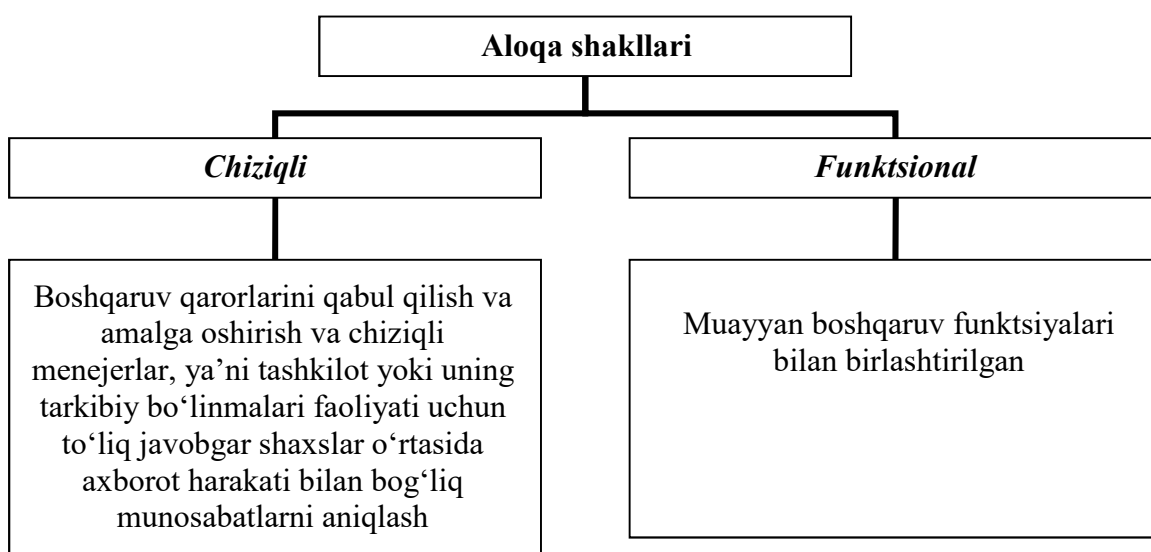 Aloqa shakllari
Chiziqli
Funktsional
Boshqaruv qarorlarini qabul qilish va
amalga oshirish va chiziqli
menejerlar, ya’ni tashkilot yoki uning
tarkibiy bo‘linmalari faoliyati uchun
to‘liq javobgar shaxslar o‘rtasida
axborot harakati bilan bog‘liq
munosabatlarni aniqlash
Muayyan boshqaruv funktsiyalari
bilan birlashtirilgan